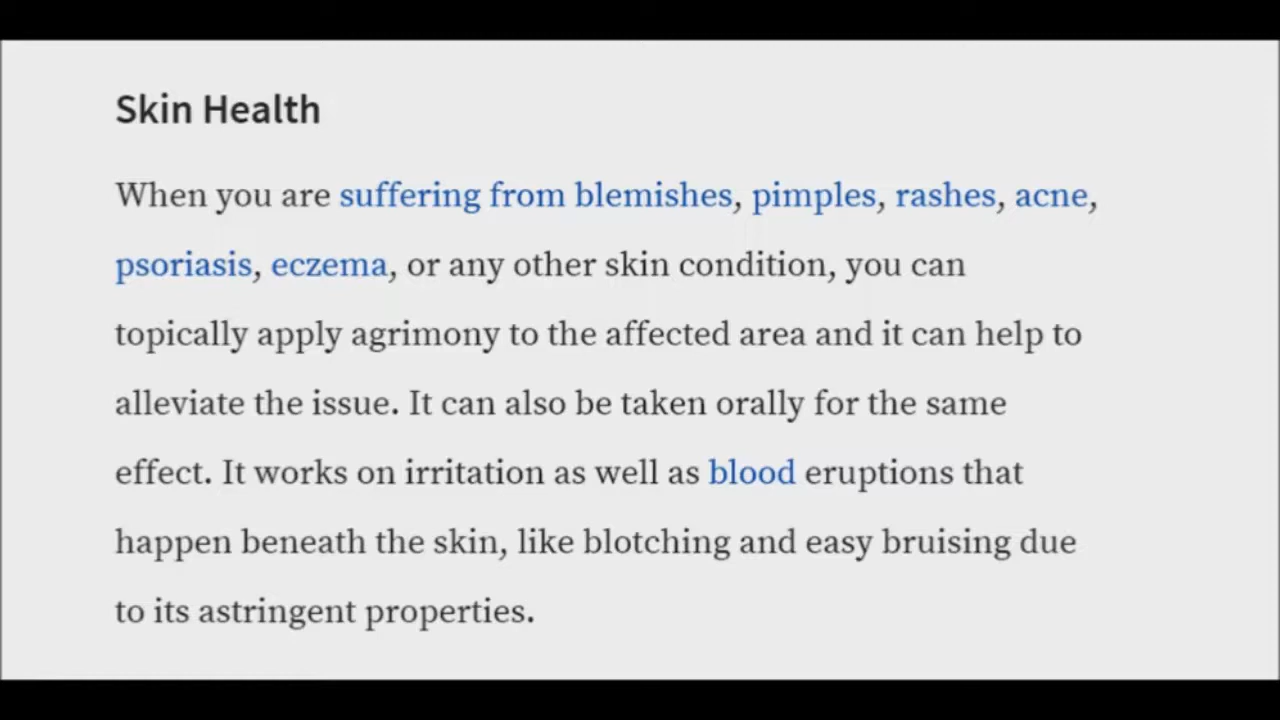 Skin Health
When you are suffering from blemishes, pimples, rashes, acne,
psoriasis, eczema, or any other skin condition, you can
topically apply agrimony to the affected area and it can help to
alleviate the issue. It can also be taken orally for the same
effect. It works on irritation as well as blood eruptions that
happen beneath the skin, like blotching and easy bruising due
to its astringent properties.